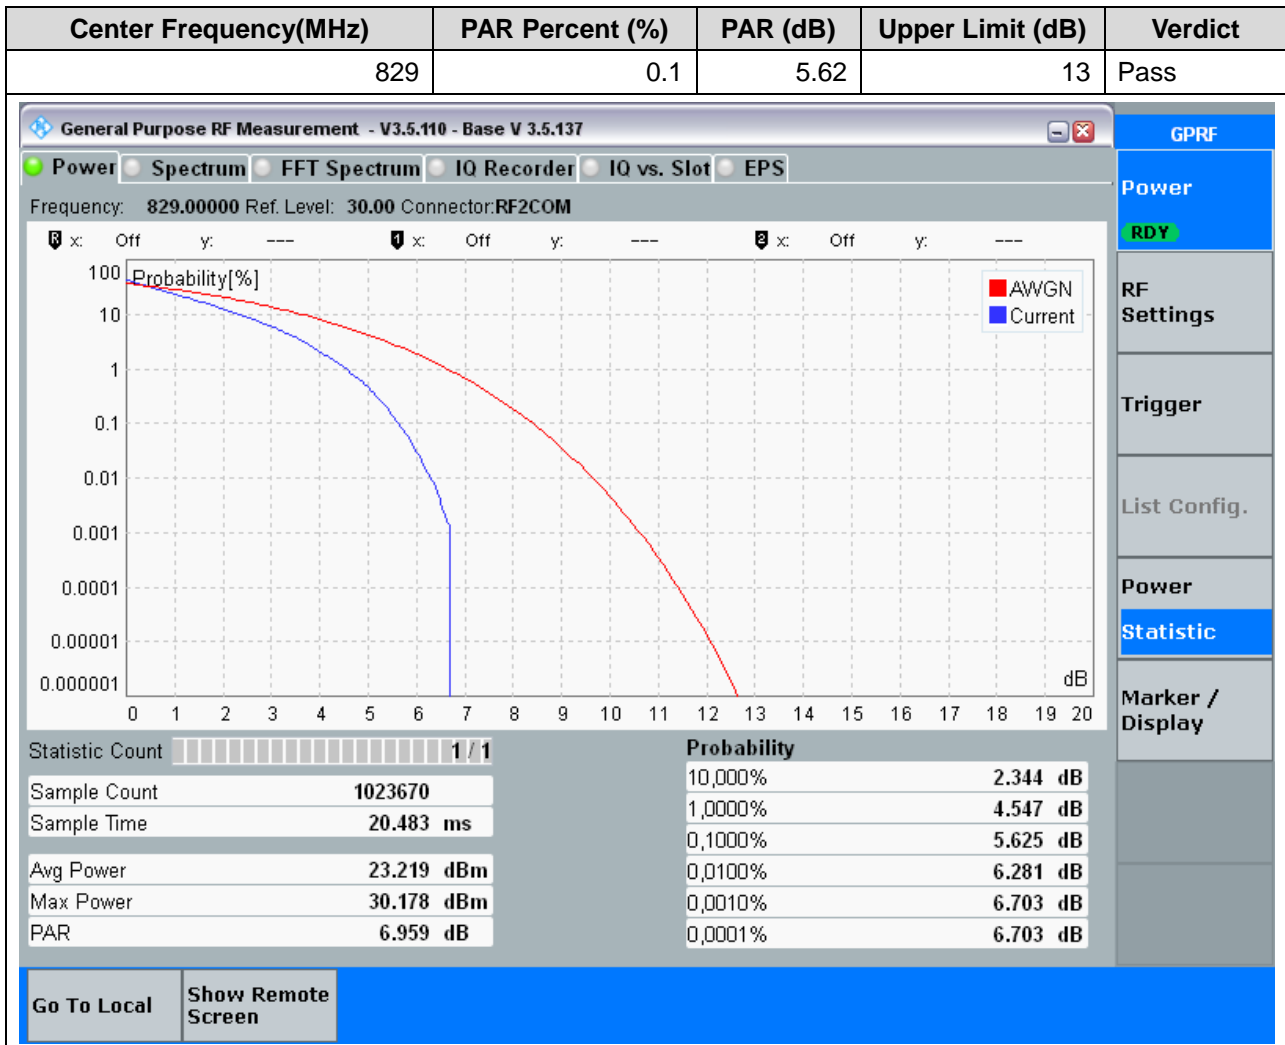 Center Frequency(MHz) PAR Percent (%) PAR (dB) Upper Limit (dB) Verdict
829 0.1 5.62 13 Pass
General Purpose RF Measurement - V3.5.110 - Base V 3.5.137
GPRF
Power Spectrum FFT Spectrum IQ Recorder IQ vs. Slot EPS
Power
RDY
Frequency: 829.00000 Ref. Level: 30.00 Connector:RF2COM
R x: Off y: --- 1 x: Off y: --- 2 x: Off y: ---
Probability[%]
100
10
1
0.1
0.01
0.001
0.0001
0.00001
0.000001
AWGN
Current
dB
0 1 2 3 4 5 6 7 8 9 10 11 12 13 14 15 16 17 18 19 20
RF
Settings
Trigger
List Config.
Power
Statistic
Marker /
Display
Statistic Count 1 / 1
Sample Count 1023670
Sample Time 20.483 ms
Avg Power 23.219 dBm
Max Power 30.178 dBm
PAR 6.959 dB
Probability
10,000% 2.344 dB
1,0000% 4.547 dB
0,1000% 5.625 dB
0,0100% 6.281 dB
0,0010% 6.703 dB
0,0001% 6.703 dB
Go To Local
Show Remote
Screen